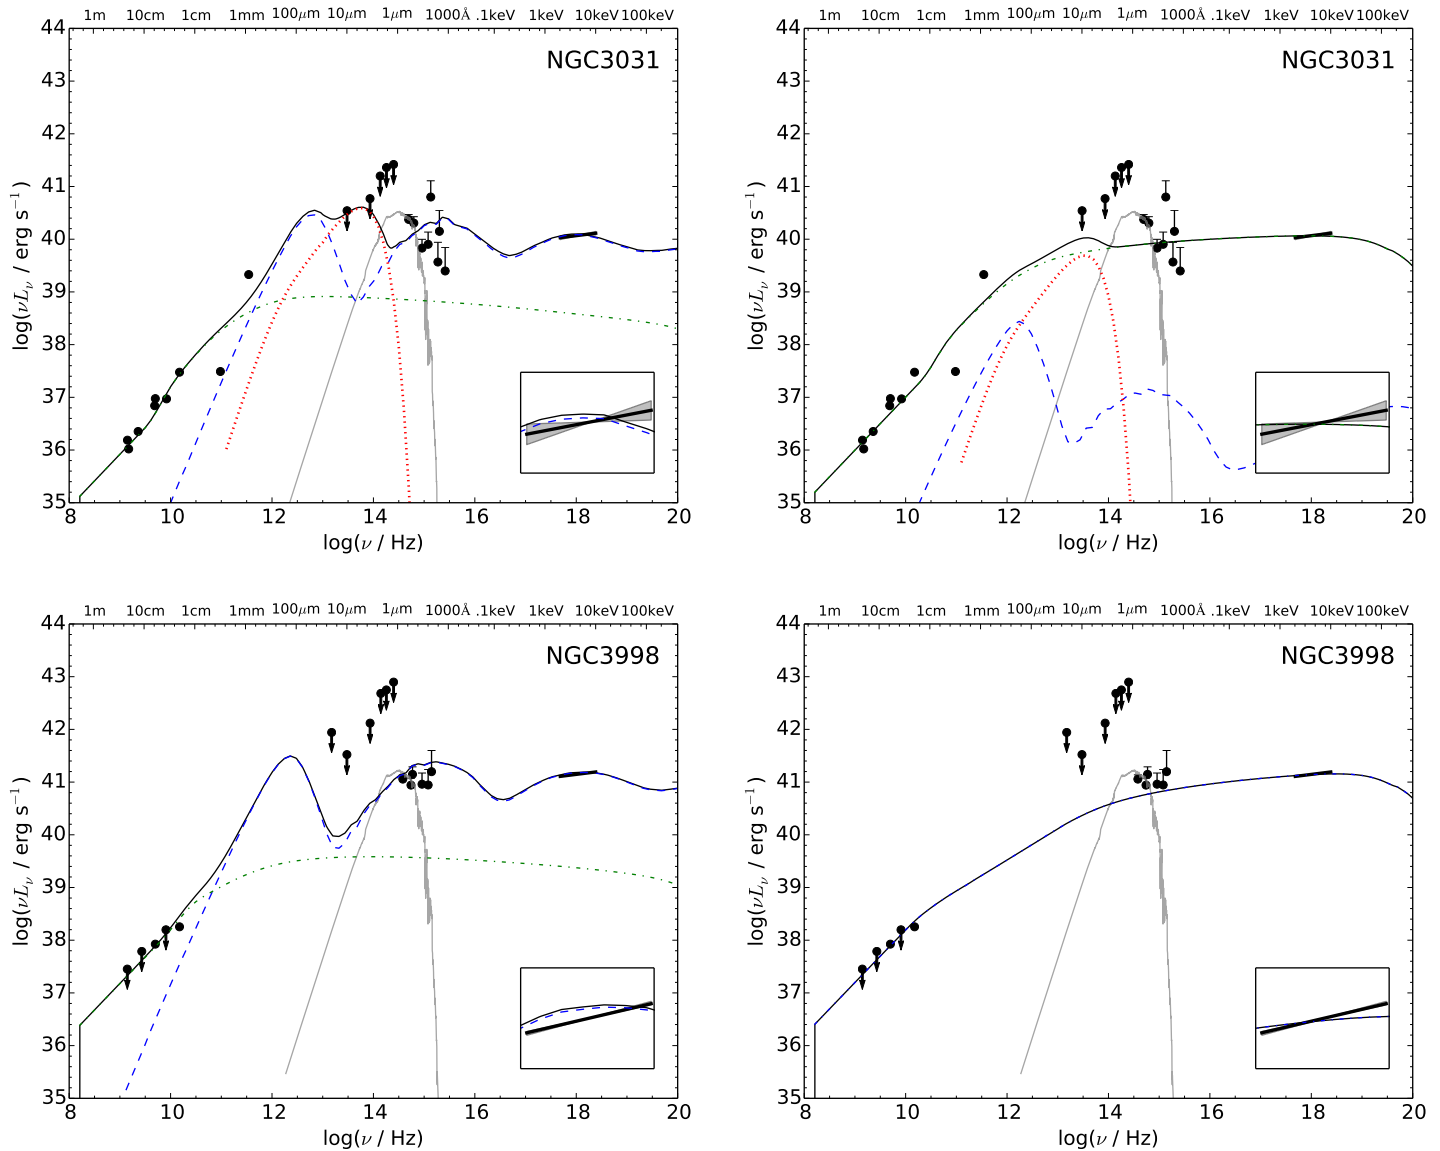 1m 10cm 1cm 1mm 100μm 10μm 1μm 1000Å .1keV 1keV 10keV 100keV
44
43
42
41
40
39
38
37
36
35
log(νLν / erg s⁻¹)
NGC3031
8 10 12 14 16 18 20
log(ν / Hz)
1m 10cm 1cm 1mm 100μm 10μm 1μm 1000Å .1keV 1keV 10keV 100keV
44
43
42
41
40
39
38
37
36
35
log(νLν / erg s⁻¹)
NGC3031
8 10 12 14 16 18 20
log(ν / Hz)
1m 10cm 1cm 1mm 100μm 10μm 1μm 1000Å .1keV 1keV 10keV 100keV
44
43
42
41
40
39
38
37
36
35
log(νLν / erg s⁻¹)
NGC3998
8 10 12 14 16 18 20
log(ν / Hz)
1m 10cm 1cm 1mm 100μm 10μm 1μm 1000Å .1keV 1keV 10keV 100keV
44
43
42
41
40
39
38
37
36
35
log(νLν / erg s⁻¹)
NGC3998
8 10 12 14 16 18 20
log(ν / Hz)